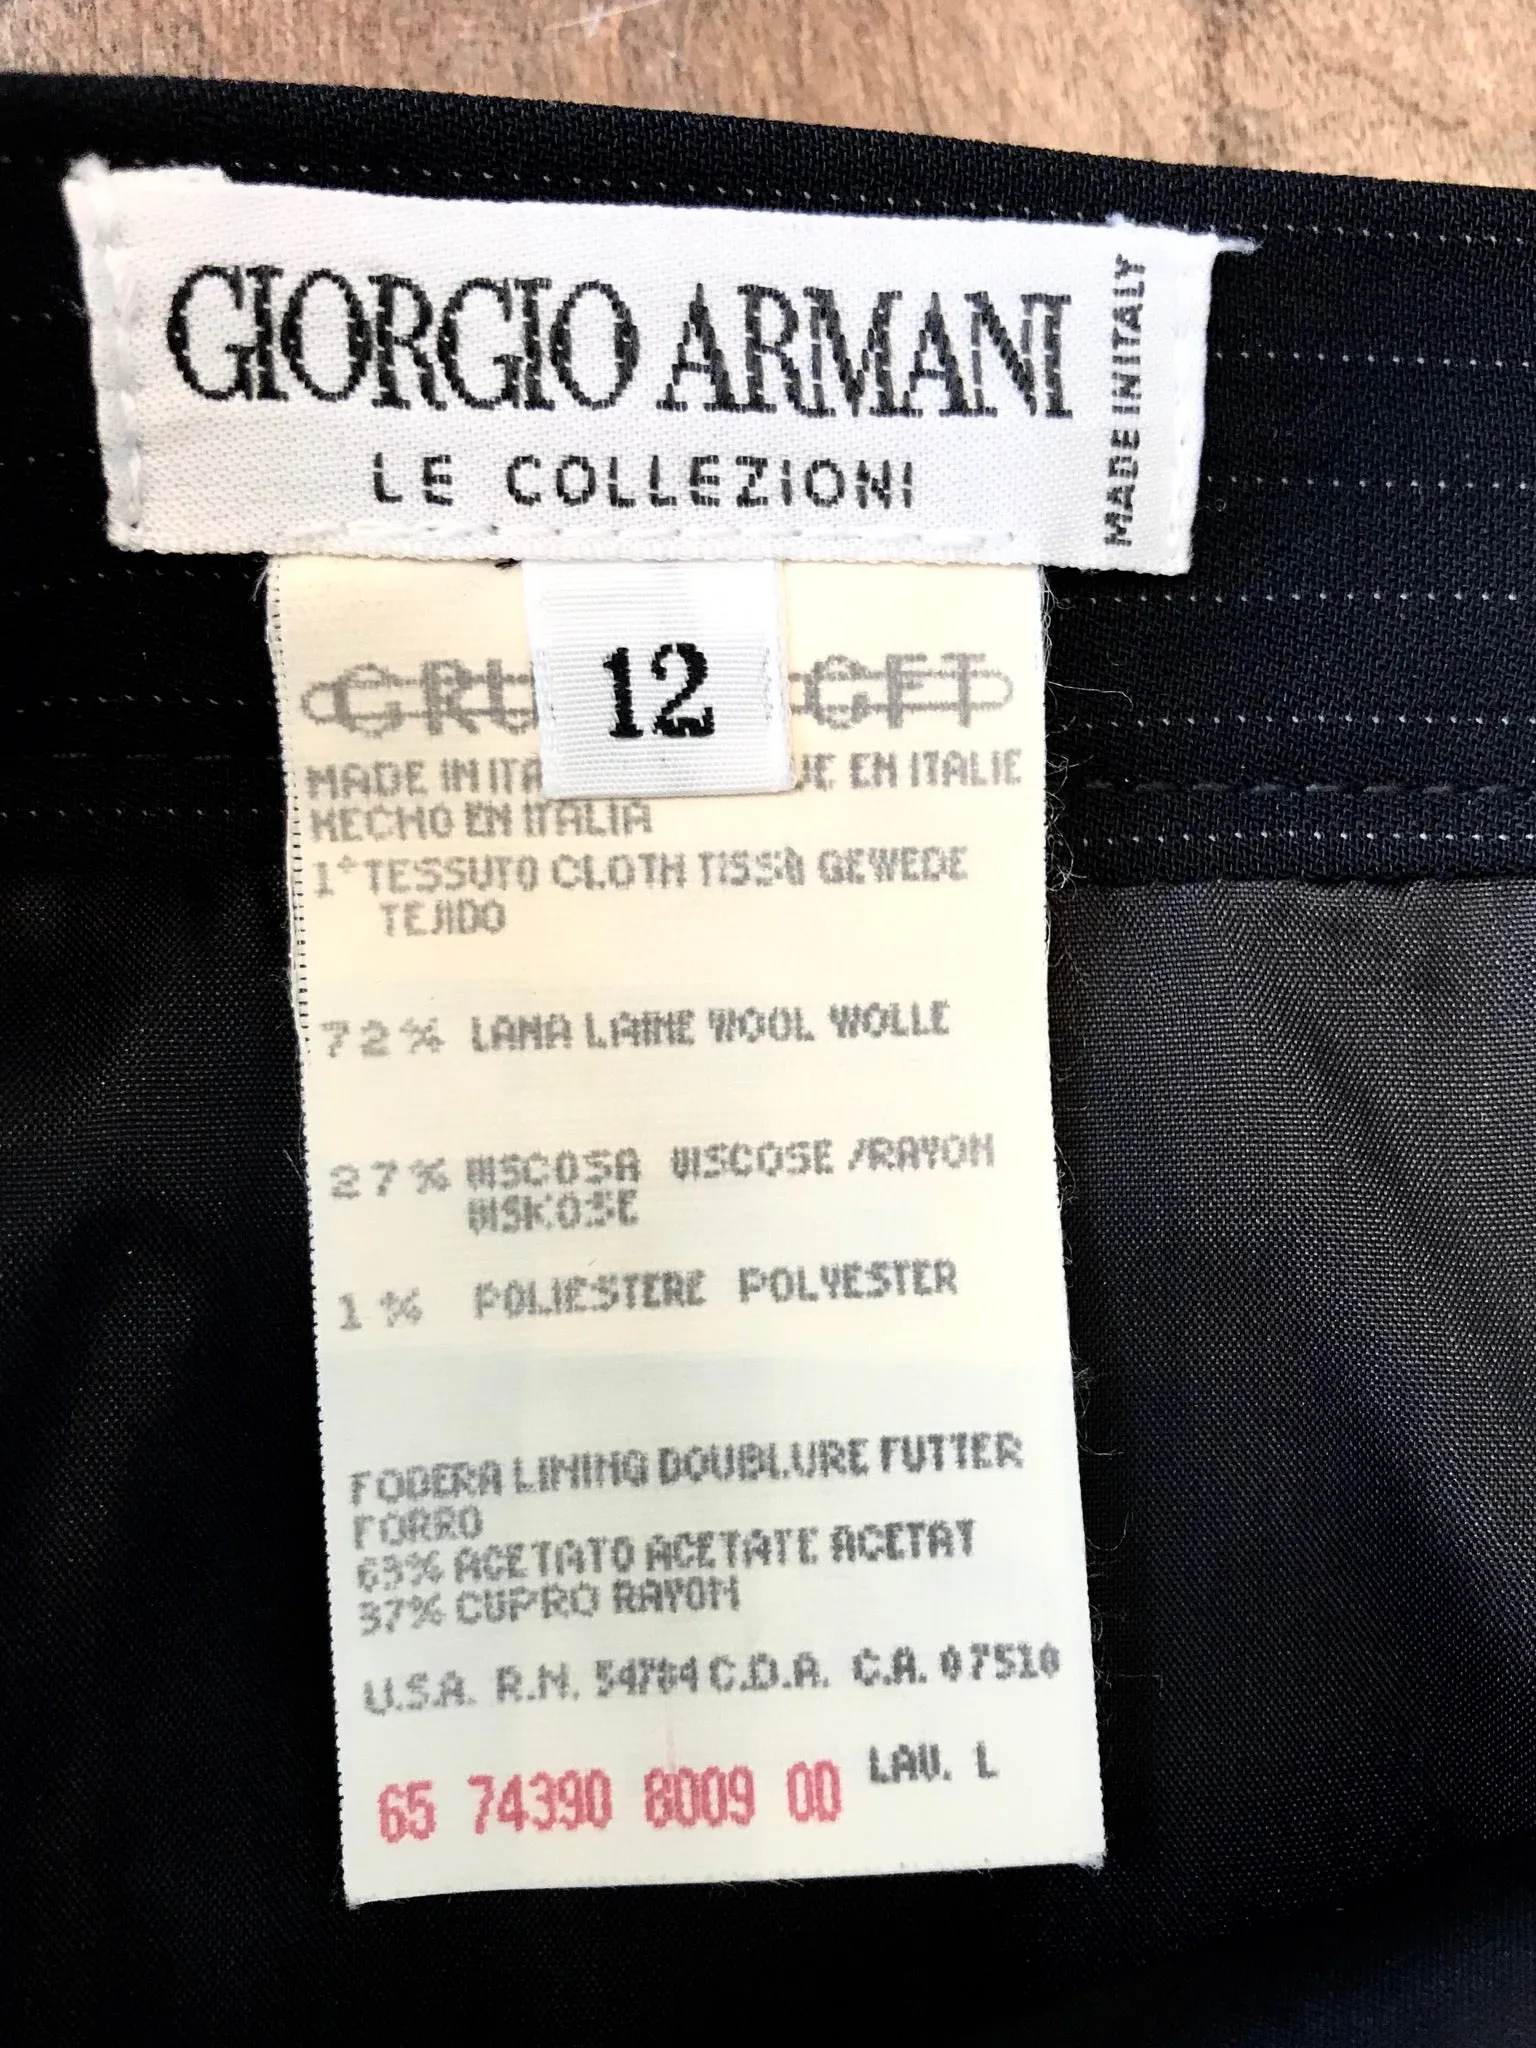 GIORGIO ARMANI
LE COLLEZIONI
MADE IN ITALY
12
MADE IN ITA UE EN ITALIE
HECHO EN ITALIA
1° TESSUTO CLOTH TISSU GEWEDE
TEJIDO
72% LANA LAINE WOOL WOLLE
27% VISCOSA VISCOSE /RAYON
VISKOSE
1% POLIESTERE POLYESTER
FODERA LINING DOUBLURE FUTTER
FORRO
63% ACETATO ACETATE ACETAT
37% CUPRO RAYON
U.S.A. R.N. 54784 C.D.A. C.A. 07510
65 74390 8009 00 LAV. L